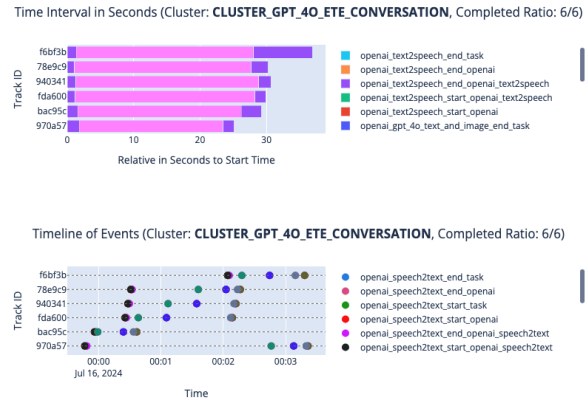 Time Interval in Seconds (Cluster: CLUSTER_GPT_4O_ETE_CONVERSATION, Completed Ratio: 6/6)
Track ID
f6bf3b
78e9c9
940341
fda600
bac95c
970a57
0 10 20 30
Relative in Seconds to Start Time
openai_text2speech_end_task
openai_text2speech_end_openai
openai_text2speech_end_openai_text2speech
openai_text2speech_start_openai_text2speech
openai_text2speech_start_openai
openai_gpt_4o_text_and_image_end_task
Timeline of Events (Cluster: CLUSTER_GPT_4O_ETE_CONVERSATION, Completed Ratio: 6/6)
Track ID
f6bf3b
78e9c9
940341
fda600
bac95c
970a57
00:00 00:01 00:02 00:03
Jul 16, 2024
Time
openai_speech2text_end_task
openai_speech2text_end_openai
openai_speech2text_start_task
openai_speech2text_start_openai
openai_speech2text_end_openai_speech2text
openai_speech2text_start_openai_speech2text